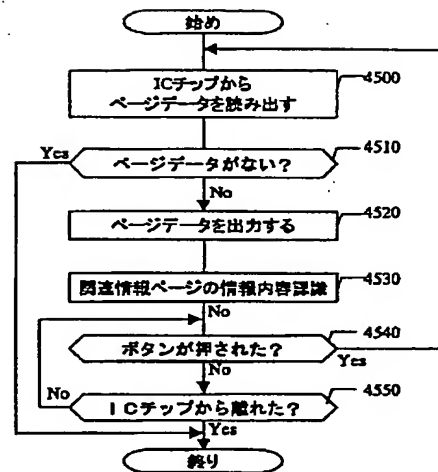 始め
ICチップから
ページデータを読み出す
4500
Yes
ページデータがない？
4510
No
ページデータを出力する
4520
関連情報ページの情報内容認識
4530
No
ボタンが押された？
4540
Yes
No
No
ＩＣチップから離れた？
4550
Yes
終り